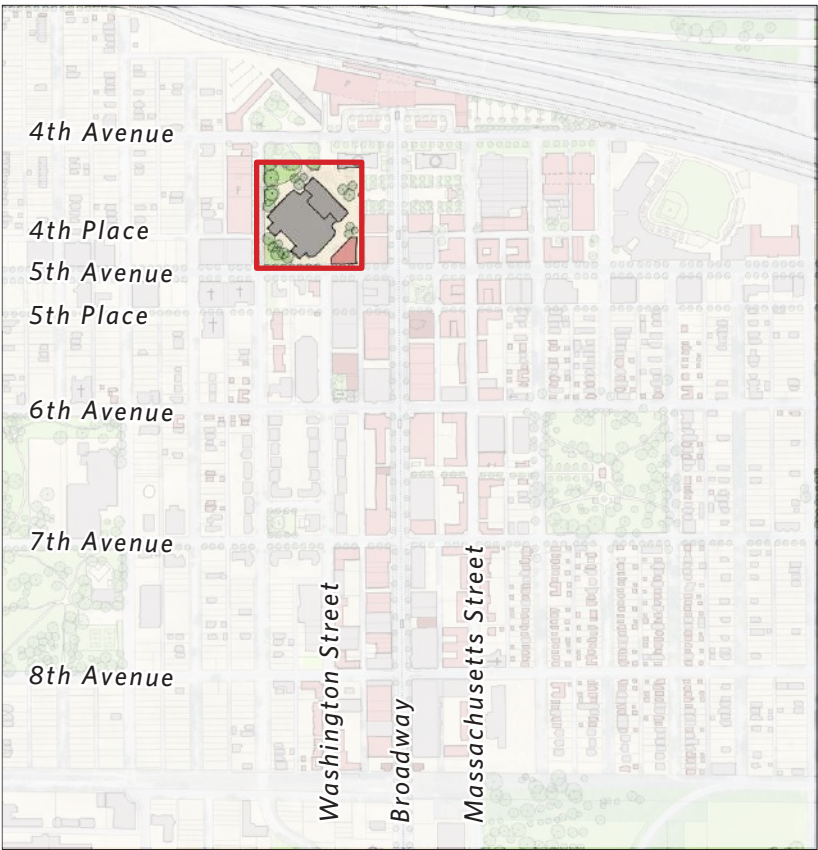 4th Avenue
4th Place
5th Avenue
5th Place
6th Avenue
7th Avenue
8th Avenue
Washington Street
Broadway
Massachusetts Street